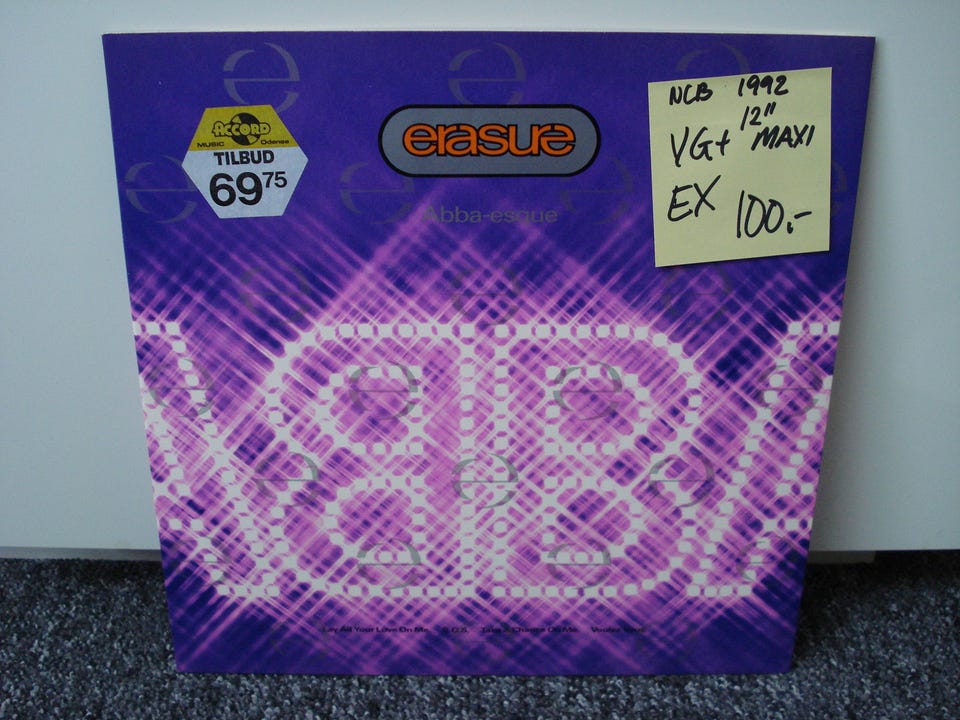 ACCORD
MUSIC Odense
TILBUD
69 75
erasure
Abba-esque
NCB 1992
12"
VG+ MAXI
EX 100.-
Lay All Your Love On Me S.O.S. Take A Chance On Me Voulez Vous